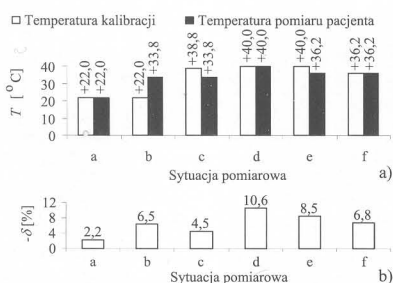 Temperatura kalibracji Temperatura pomiaru pacjenta
T [°C]
40
30
20
10
0
+22,0 +22,0 +22,0 +33,8 +38,8 +33,8 +40,0 +40,0 +40,0 +36,2 +36,2 +36,2
a b c d e f
Sytuacja pomiarowa a)
-δ[%]
12
8
4
0
2,2 6,5 4,5 10,6 8,5 6,8
a b c d e f
Sytuacja pomiarowa b)